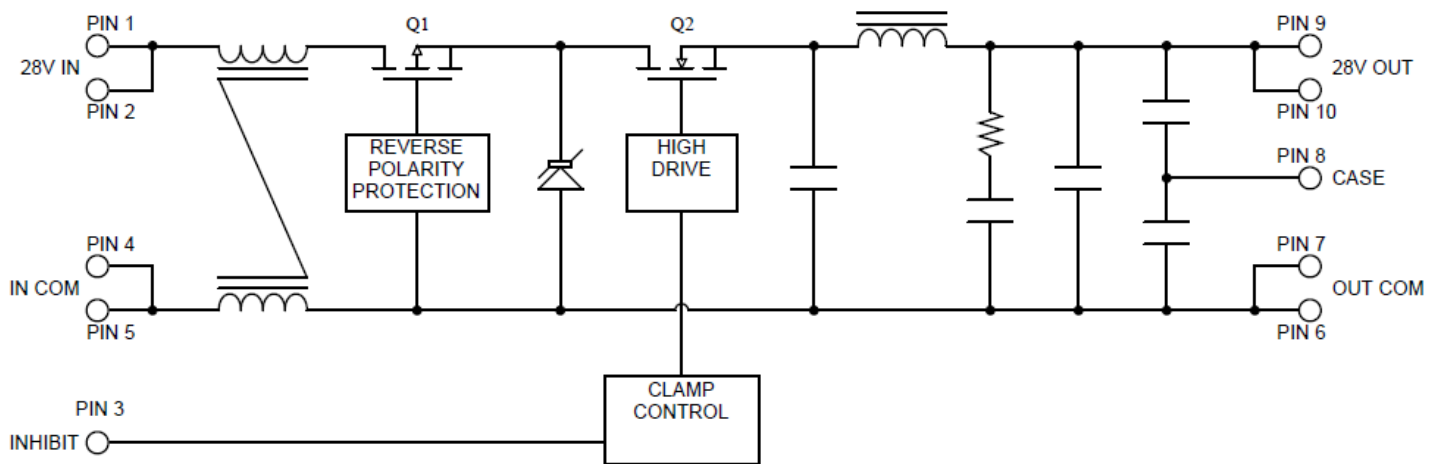 PIN 1
Q1
Q2
PIN 9
28V IN
28V OUT
PIN 2
PIN 10
REVERSE
POLARITY
PROTECTION
HIGH
DRIVE
PIN 8
CASE
PIN 4
PIN 7
IN COM
OUT COM
PIN 5
PIN 6
CLAMP
CONTROL
PIN 3
INHIBIT